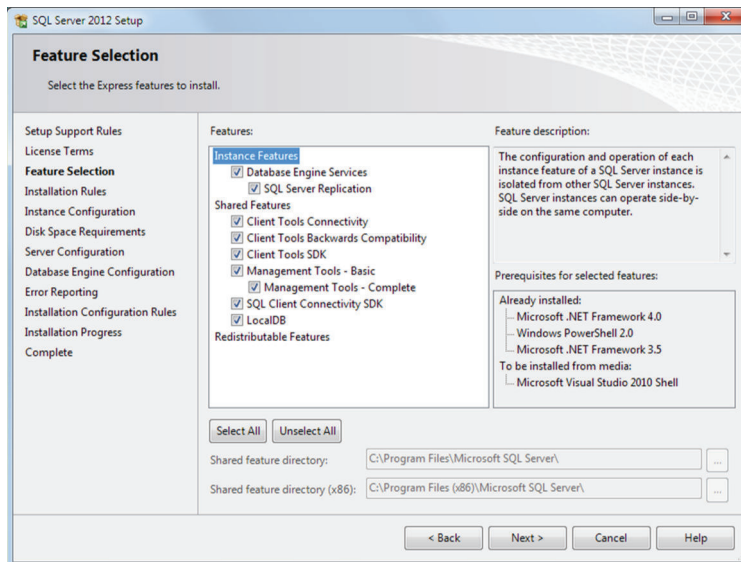 SQL Server 2012 Setup
Feature Selection
Select the Express features to install.
Setup Support Rules
License Terms
Feature Selection
Installation Rules
Instance Configuration
Disk Space Requirements
Server Configuration
Database Engine Configuration
Error Reporting
Installation Configuration Rules
Installation Progress
Complete
Features:
Instance Features
Database Engine Services
SQL Server Replication
Shared Features
Client Tools Connectivity
Client Tools Backwards Compatibility
Client Tools SDK
Management Tools - Basic
Management Tools - Complete
SQL Client Connectivity SDK
LocalDB
Redistributable Features
Feature description:
The configuration and operation of each
instance feature of a SQL Server instance is
isolated from other SQL Server instances.
SQL Server instances can operate side-by-
side on the same computer.
Prerequisites for selected features:
Already installed:
Microsoft .NET Framework 4.0
Windows PowerShell 2.0
Microsoft .NET Framework 3.5
To be installed from media:
Microsoft Visual Studio 2010 Shell
Select All
Unselect All
Shared feature directory:
C:\Program Files\Microsoft SQL Server\
...
Shared feature directory (x86):
C:\Program Files (x86)\Microsoft SQL Server\
...
< Back
Next >
Cancel
Help